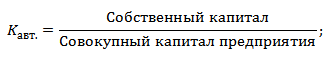 Kавт. = Собственный капитал / Совокупный капитал предприятия ;